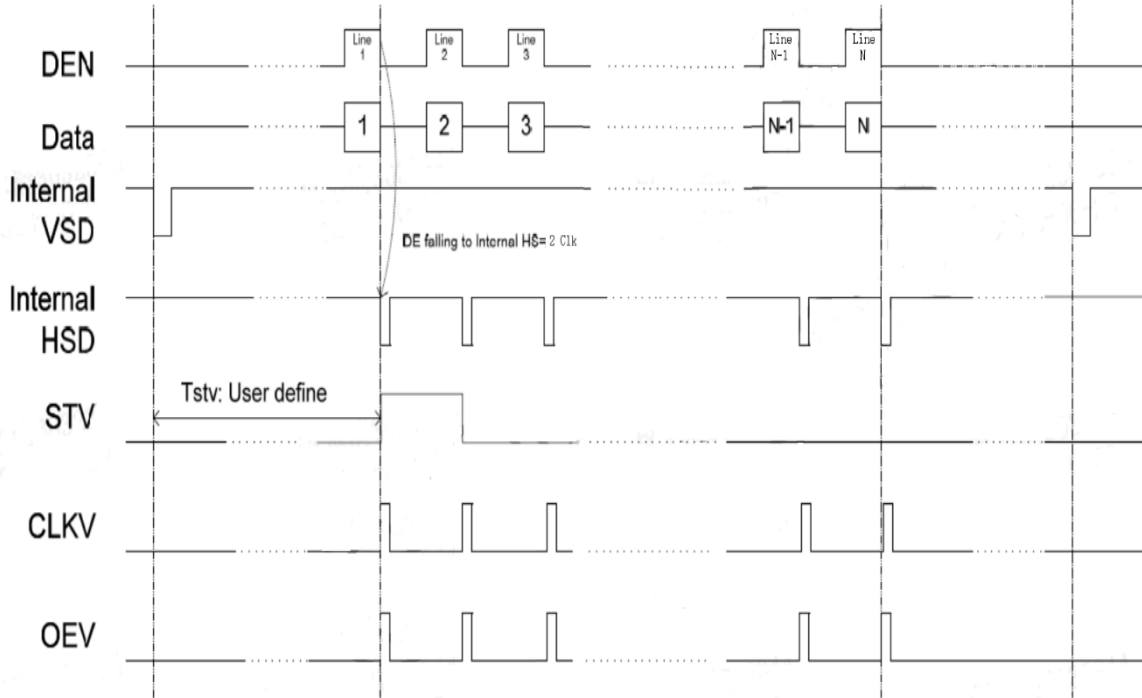 DEN
Line
1
Line
2
Line
3
Line
N-1
Line
N
Data
1
2
3
N-1
N
Internal
VSD
DE falling to Internal HS= 2 Clk
Internal
HSD
Tstv: User define
STV
CLKV
OEV